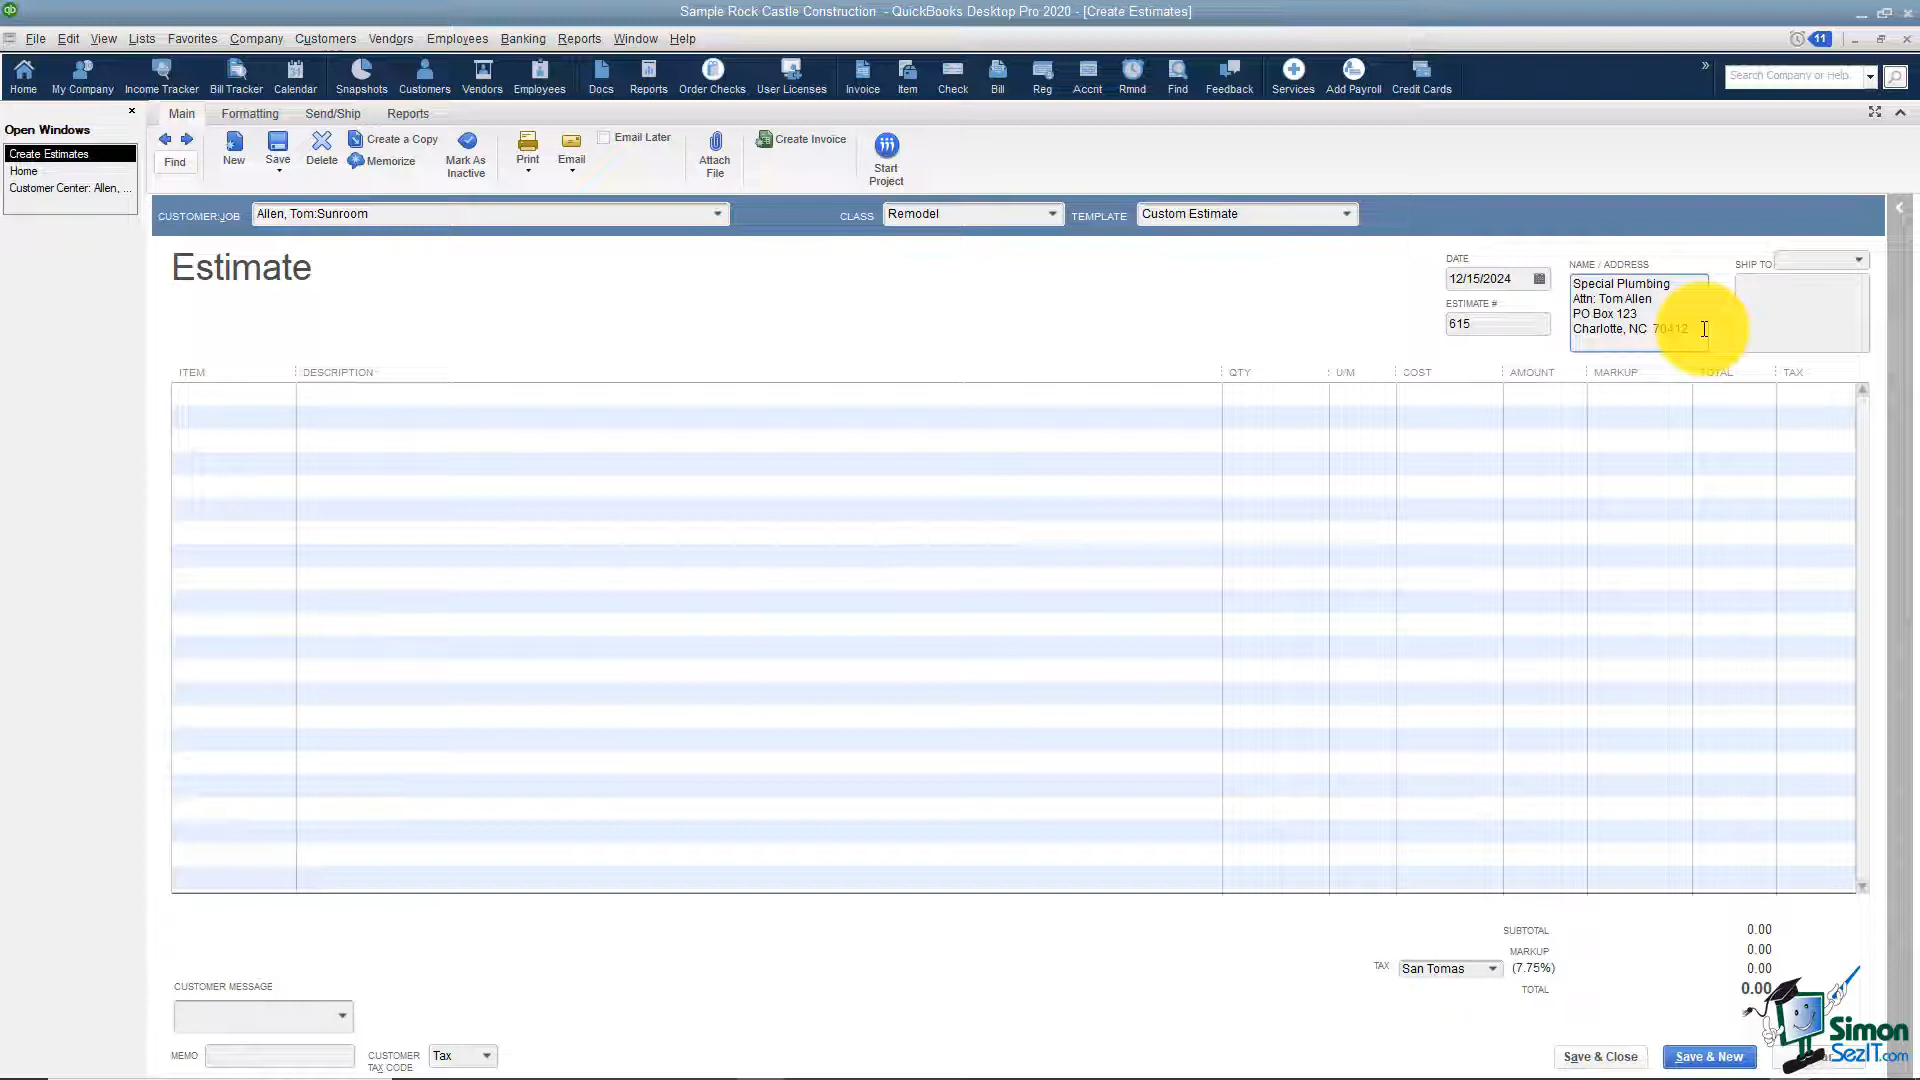 Sample Rock Castle Construction - QuickBooks Desktop Pro 2020 - [Create Estimates]
File Edit View Lists Favorites Company Customers Vendors Employees Banking Reports Window Help
11
Home My Company Income Tracker Bill Tracker Calendar Snapshots Customers Vendors Employees Docs Reports Order Checks User Licenses Invoice Item Check Bill Reg Accnt Rmnd Find Feedback Services Add Payroll Credit Cards
Search Company or Help
Main Formatting Send/Ship Reports
Open Windows
Create Estimates
Home
Customer Center: Allen, ...
Find New Save Delete Create a Copy Memorize Mark As Inactive Print Email Email Later Attach File Create Invoice Start Project
CUSTOMER:JOB Allen, Tom:Sunroom CLASS Remodel TEMPLATE Custom Estimate
Estimate
DATE
12/15/2024
ESTIMATE #
615
NAME / ADDRESS
Special Plumbing
Attn: Tom Allen
PO Box 123
Charlotte, NC 70412
SHIP TO
ITEM DESCRIPTION QTY U/M COST AMOUNT MARKUP TOTAL TAX
SUBTOTAL 0.00
MARKUP 0.00
TAX San Tomas (7.75%) 0.00
TOTAL 0.00
CUSTOMER MESSAGE
MEMO
CUSTOMER TAX CODE Tax
Save & Close Save & New
Simon
SezIT.com